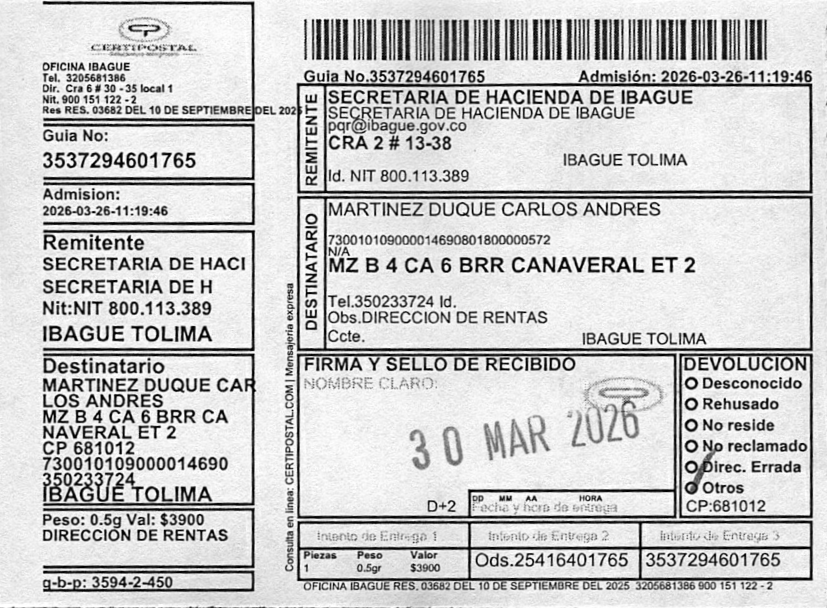 CERTIPOSTAL
OFICINA IBAGUE
Tel. 3205681386
Dir. Cra 6 # 30 - 35 local 1
Nit. 900 151 122 - 2
Res RES. 03682 DEL 10 DE SEPTIEMBRE DEL 2025
Guia No:
3537294601765
Admision:
2026-03-26-11:19:46
Remitente
SECRETARIA DE HACI
SECRETARIA DE H
Nit:NIT 800.113.389
IBAGUE TOLIMA
Destinatario
MARTINEZ DUQUE CAR
LOS ANDRES
MZ B 4 CA 6 BRR CA
NAVERAL ET 2
CP 681012
730010109000014690
350233724
IBAGUE TOLIMA
Peso: 0.5g Val: $3900
DIRECCION DE RENTAS
g-b-p: 3594-2-450
Consulta en linea: CERTIPOSTAL.COM | Mensajeria expresa
Guia No.3537294601765 Admisión: 2026-03-26-11:19:46
REMITENTE
SECRETARIA DE HACIENDA DE IBAGUE
SECRETARIA DE HACIENDA DE IBAGUE
pqr@ibague.gov.co
CRA 2 # 13-38
IBAGUE TOLIMA
Id. NIT 800.113.389
DESTINATARIO
MARTINEZ DUQUE CARLOS ANDRES
730010109000014690801800000572
N/A
MZ B 4 CA 6 BRR CANAVERAL ET 2
Tel.350233724 Id.
Obs.DIRECCION DE RENTAS
Ccte. IBAGUE TOLIMA
FIRMA Y SELLO DE RECIBIDO
NOMBRE CLARO:
30 MAR 2026
D+2
DD MM AA HORA
Fecha y hora de entrega
DEVOLUCION
Desconocido
Rehusado
No reside
No reclamado
Direc. Errada
Otros
CP:681012
Intento de Entrega 1 Intento de Entrega 2 Intento de Entrega 3
Piezas Peso Valor
1 0.5gr $3900
Ods.25416401765
3537294601765
OFICINA IBAGUE RES. 03682 DEL 10 DE SEPTIEMBRE DEL 2025 3205681386 900 151 122 - 2